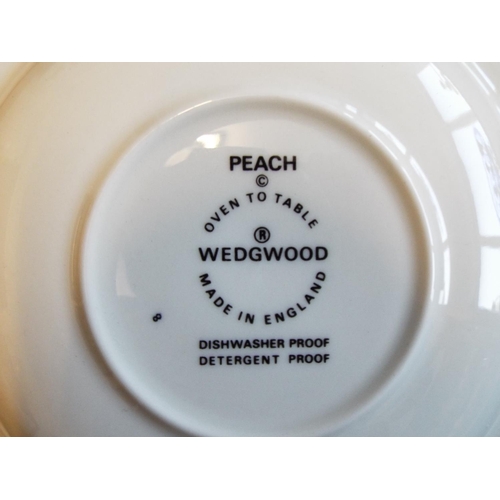 PEACH
©
OVEN TO TABLE
®
WEDGWOOD
MADE IN ENGLAND
8
DISHWASHER PROOF
DETERGENT PROOF